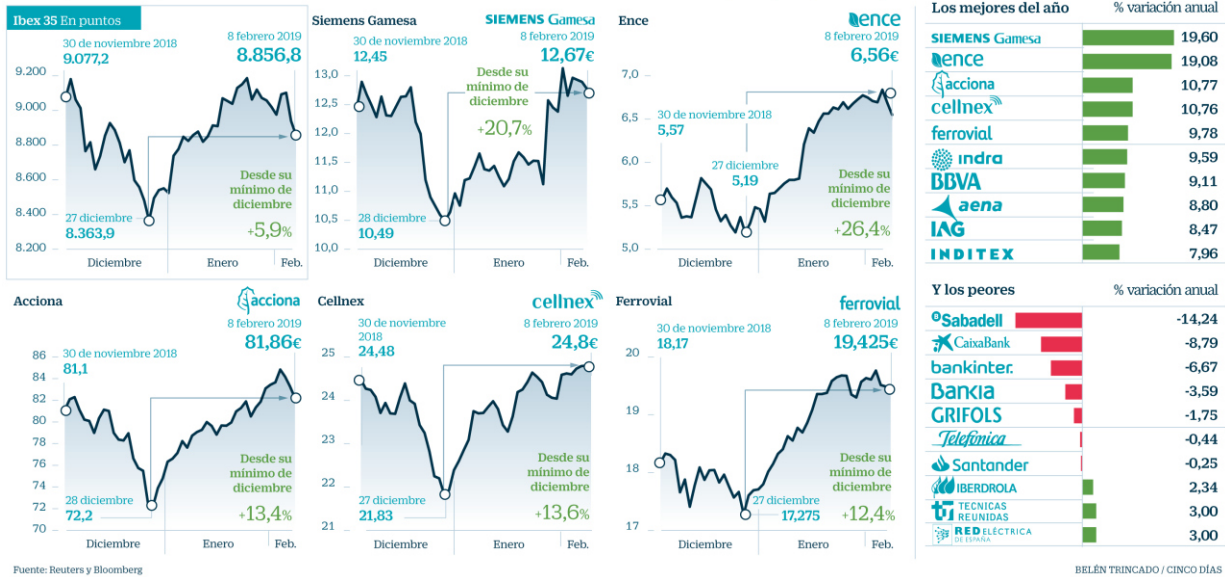 Ibex 35 En puntos
30 de noviembre 2018
9.077,2
8 febrero 2019
8.856,8
9.200
9.000
8.800
8.600
8.400
8.200
27 diciembre
8.363,9
Desde su
mínimo de
diciembre
+5,9%
Diciembre
Enero
Feb.
Siemens Gamesa
SIEMENS Gamesa
30 de noviembre 2018
12,45
8 febrero 2019
12,67€
13,0
12,5
12,0
11,5
11,0
10,5
10,0
Desde su
mínimo de
diciembre
+20,7%
28 diciembre
10,49
Diciembre
Enero
Feb.
Ence
ence
8 febrero 2019
6,56€
7,0
6,5
6,0
5,5
5,0
30 de noviembre 2018
5,57
27 diciembre
5,19
Desde su
mínimo de
diciembre
+26,4%
Diciembre
Enero
Feb.
Acciona
acciona
30 de noviembre 2018
81,1
8 febrero 2019
81,86€
86
84
82
80
78
76
74
72
70
28 diciembre
72,2
Desde su
mínimo de
diciembre
+13,4%
Diciembre
Enero
Feb.
Cellnex
cellnex
30 de noviembre
2018
24,48
8 febrero 2019
24,8€
25
24
23
22
21
27 diciembre
21,83
Desde su
mínimo de
diciembre
+13,6%
Diciembre
Enero
Feb.
Ferrovial
ferrovial
30 de noviembre 2018
18,17
8 febrero 2019
19,425€
20
19
18
17
27 diciembre
17,275
Desde su
mínimo de
diciembre
+12,4%
Diciembre
Enero
Feb.
Los mejores del año % variación anual
SIEMENS Gamesa 19,60
ence 19,08
acciona 10,77
cellnex 10,76
ferrovial 9,78
indra 9,59
BBVA 9,11
aena 8,80
IAG 8,47
INDITEX 7,96
Y los peores % variación anual
B Sabadell -14,24
CaixaBank -8,79
bankinter. -6,67
Bankia -3,59
GRIFOLS -1,75
Telefónica -0,44
Santander -0,25
IBERDROLA 2,34
TECNICAS
REUNIDAS 3,00
RED ELÉCTRICA
DE ESPAÑA 3,00
Fuente: Reuters y Bloomberg
BELÉN TRINCADO / CINCO DÍAS